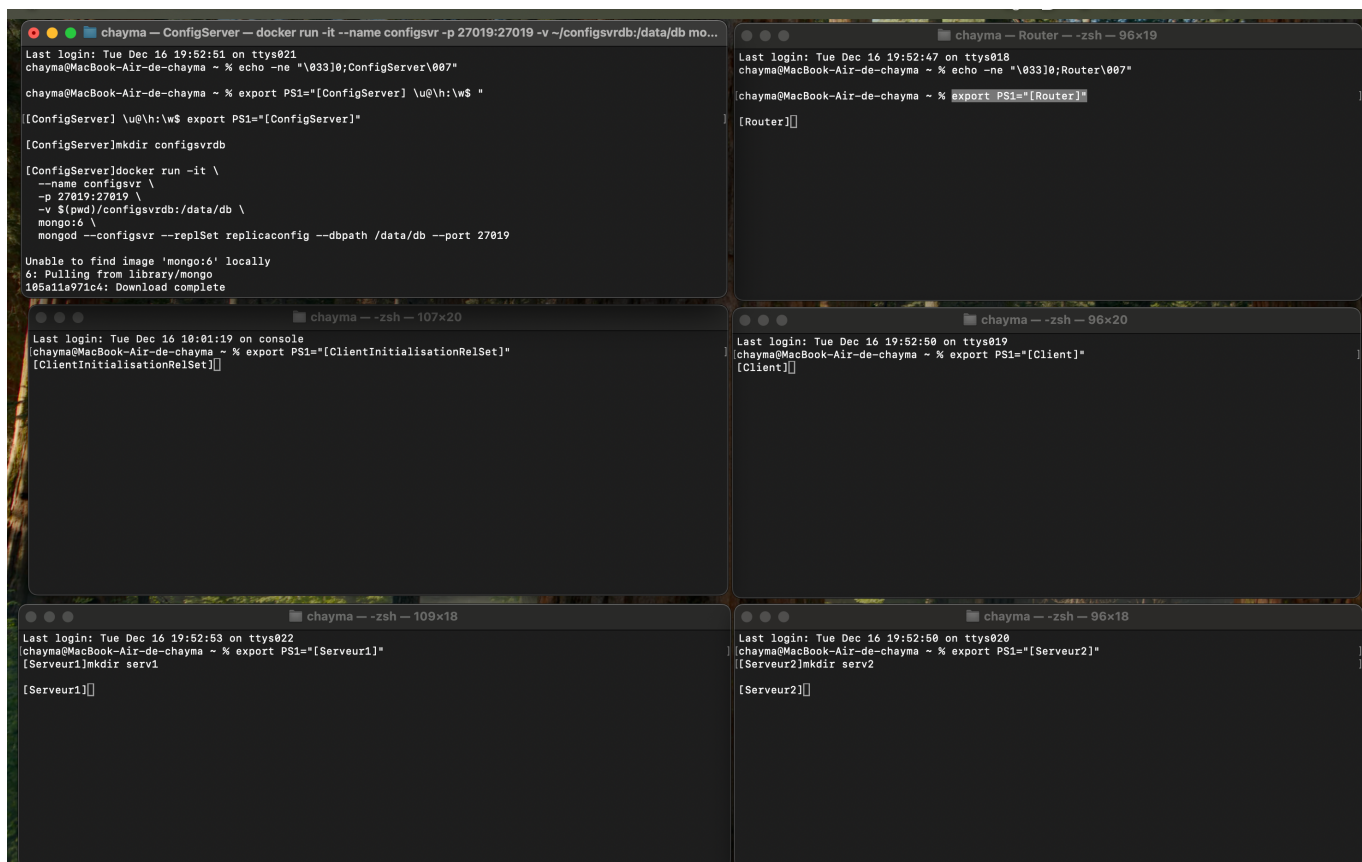 chayma — ConfigServer — docker run -it --name configsvr -p 27019:27019 -v ~/configsvrdb:/data/db mo...
Last login: Tue Dec 16 19:52:51 on ttys021
chayma@MacBook-Air-de-chayma ~ % echo -ne "\033]0;ConfigServer\007"
chayma@MacBook-Air-de-chayma ~ % export PS1="[ConfigServer] \u@\h:\w$ "
[[ConfigServer] \u@\h:\w$ export PS1="[ConfigServer]" ]
[ConfigServer]mkdir configsvrdb
[ConfigServer]docker run -it \
--name configsvr \
-p 27019:27019 \
-v $(pwd)/configsvrdb:/data/db \
mongo:6 \
mongod --configsvr --replSet replicaconfig --dbpath /data/db --port 27019
Unable to find image 'mongo:6' locally
6: Pulling from library/mongo
105a11a971c4: Download complete
chayma — Router — -zsh — 96×19
Last login: Tue Dec 16 19:52:47 on ttys018
chayma@MacBook-Air-de-chayma ~ % echo -ne "\033]0;Router\007"
[chayma@MacBook-Air-de-chayma ~ % export PS1="[Router]" ]
[Router]
chayma — -zsh — 107×20
Last login: Tue Dec 16 10:01:19 on console
[chayma@MacBook-Air-de-chayma ~ % export PS1="[ClientInitialisationRelSet]" ]
[ClientInitialisationRelSet]
chayma — -zsh — 96×20
Last login: Tue Dec 16 19:52:50 on ttys019
[chayma@MacBook-Air-de-chayma ~ % export PS1="[Client]" ]
[Client]
chayma — -zsh — 109×18
Last login: Tue Dec 16 19:52:53 on ttys022
[chayma@MacBook-Air-de-chayma ~ % export PS1="[Serveur1]" ]
[Serveur1]mkdir serv1
[Serveur1]
chayma — -zsh — 96×18
Last login: Tue Dec 16 19:52:50 on ttys020
[chayma@MacBook-Air-de-chayma ~ % export PS1="[Serveur2]" ]
[[Serveur2]mkdir serv2 ]
[Serveur2]